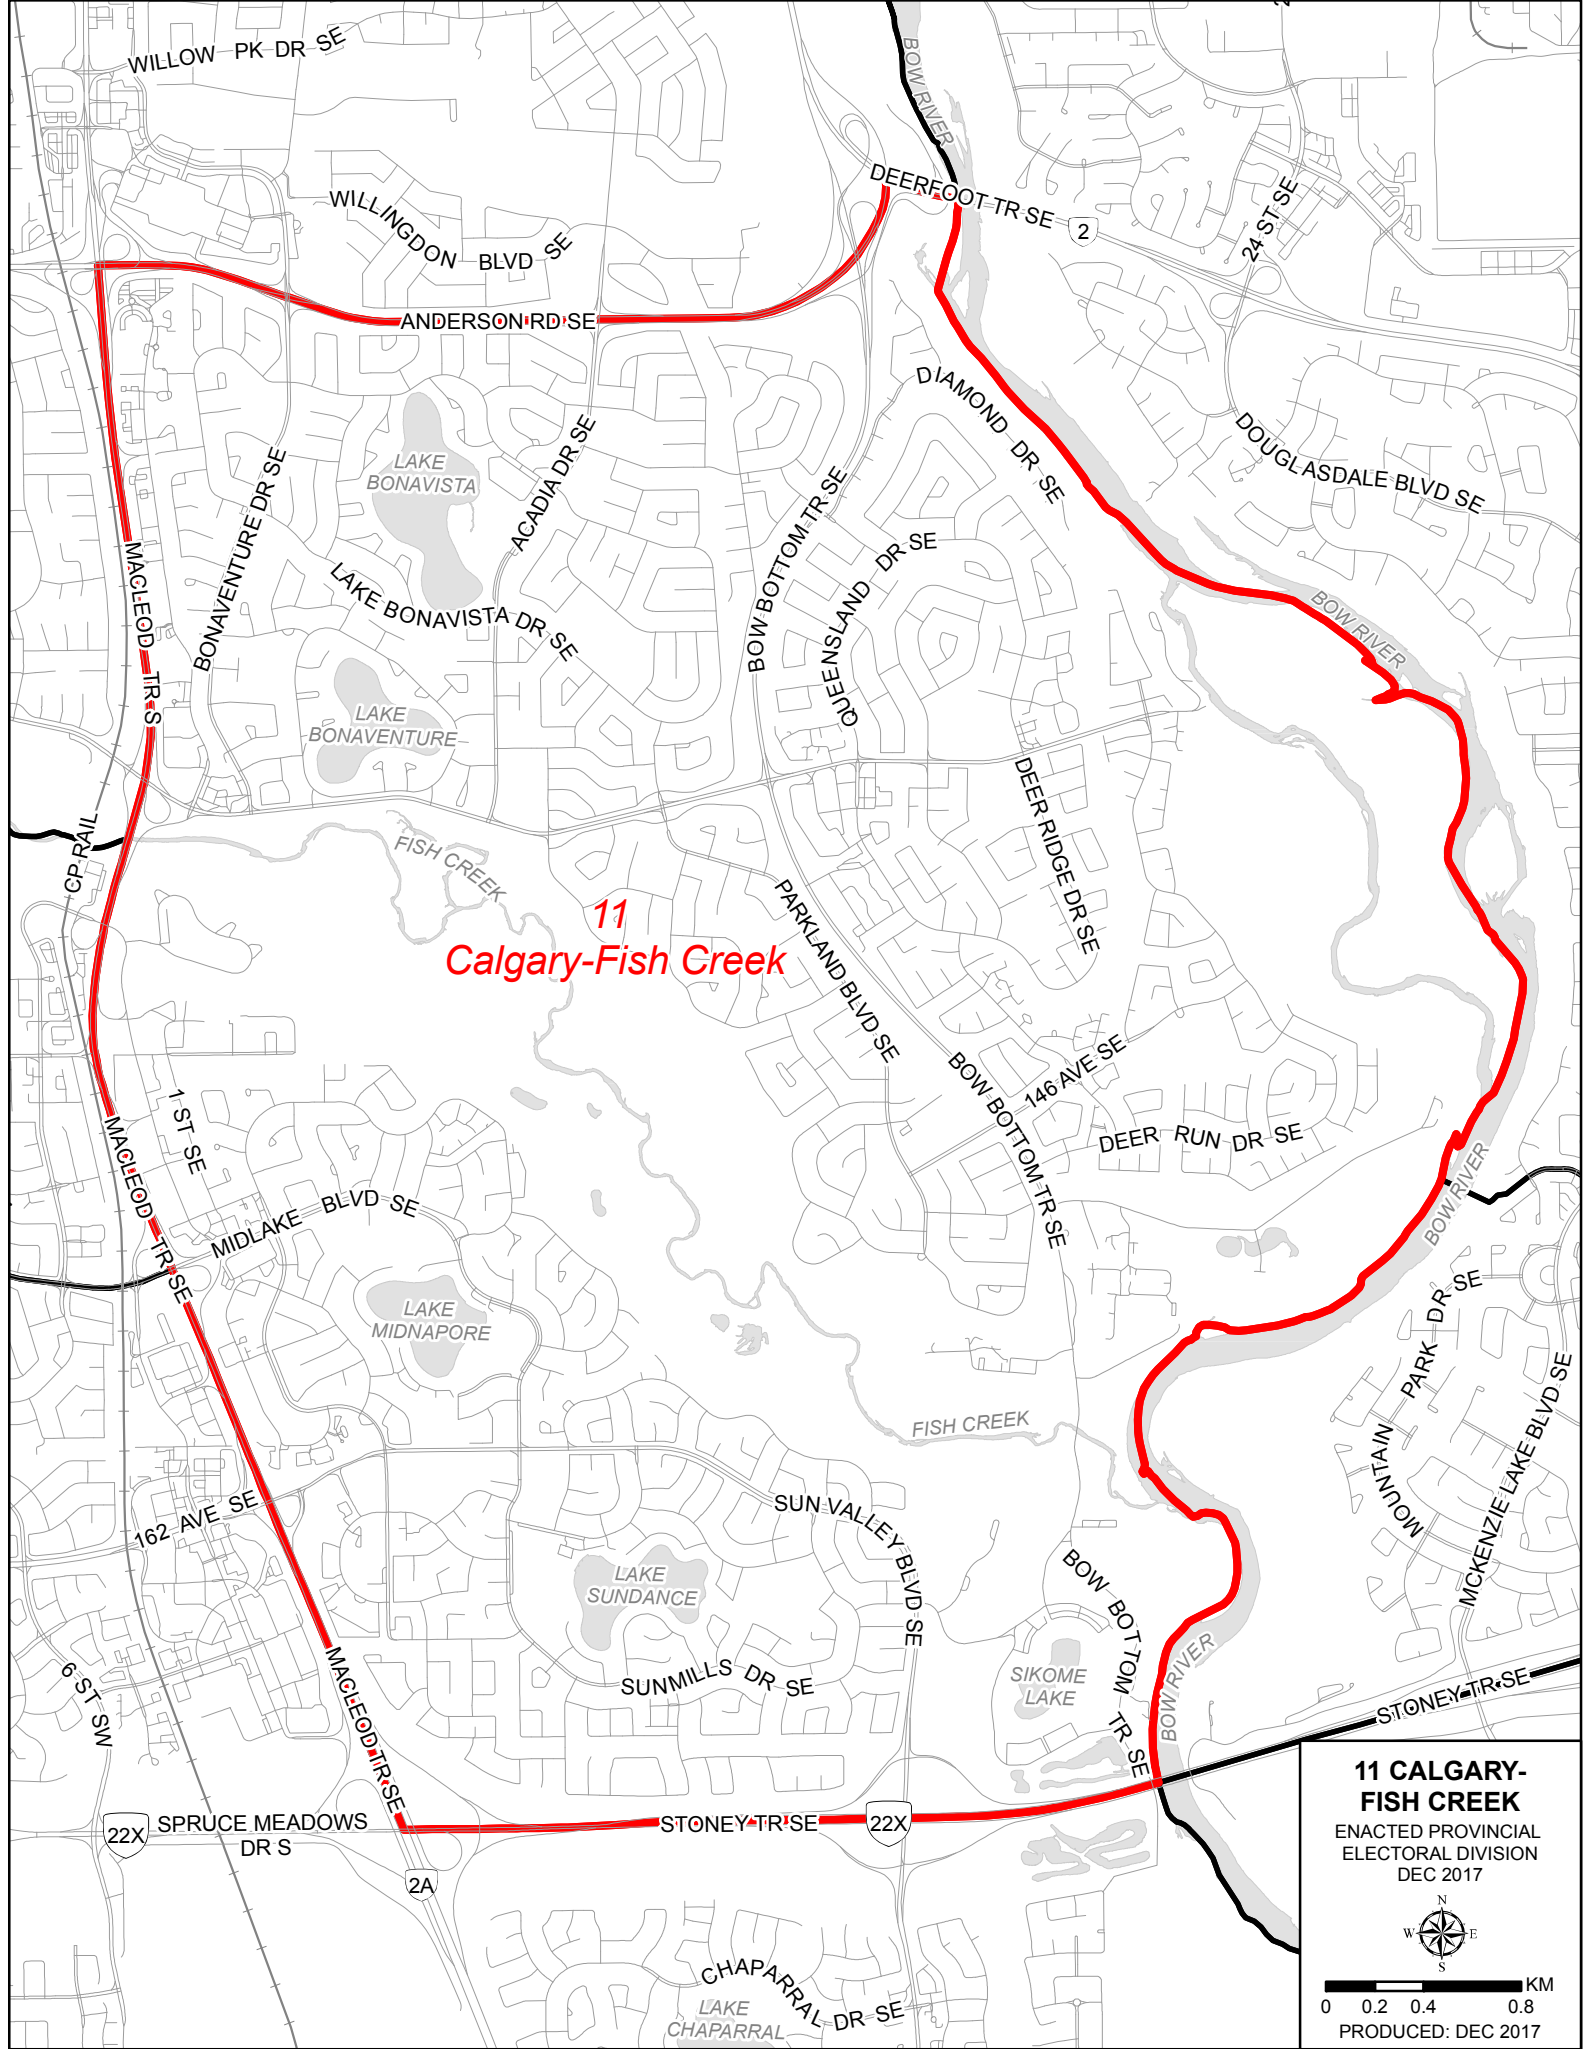 WILLOW PK DR SE
BOW RIVER
DEERFOOT TR SE
2
24 ST SE
WILLINGDON BLVD SE
ANDERSON RD SE
DIAMOND DR SE
DOUGLASDALE BLVD SE
LAKE
BONAVISTA
ACADIA DR SE
BONAVENTURE DR SE
BOW BOTTOM TR SE
QUEENSLAND DR SE
MACLEOD TR S
LAKE BONAVISTA DR SE
BOW RIVER
LAKE
BONAVENTURE
DEER RIDGE DR SE
CP RAIL
FISH CREEK
11
Calgary-Fish Creek
PARKLAND BLVD SE
BOW BOTTOM TR SE
146 AVE SE
DEER RUN DR SE
1 ST SE
MACLEOD TR SE
MIDLAKE BLVD SE
BOW RIVER
LAKE
MIDNAPORE
MOUNTAIN PARK DR SE
MCKENZIE LAKE BLVD SE
FISH CREEK
162 AVE SE
SUN VALLEY BLVD SE
LAKE
SUNDANCE
BOW BOTTOM TR SE
6 ST SW
MACLEOD TR SE
SUNMILLS DR SE
SIKOME
LAKE
BOW RIVER
STONEY TR SE
22X
SPRUCE MEADOWS
DR S
STONEY TR SE
22X
2A
CHAPARRAL DR SE
LAKE
CHAPARRAL
11 CALGARY-
FISH CREEK
ENACTED PROVINCIAL
ELECTORAL DIVISION
DEC 2017
N
W E
S
KM
0 0.2 0.4 0.8
PRODUCED: DEC 2017